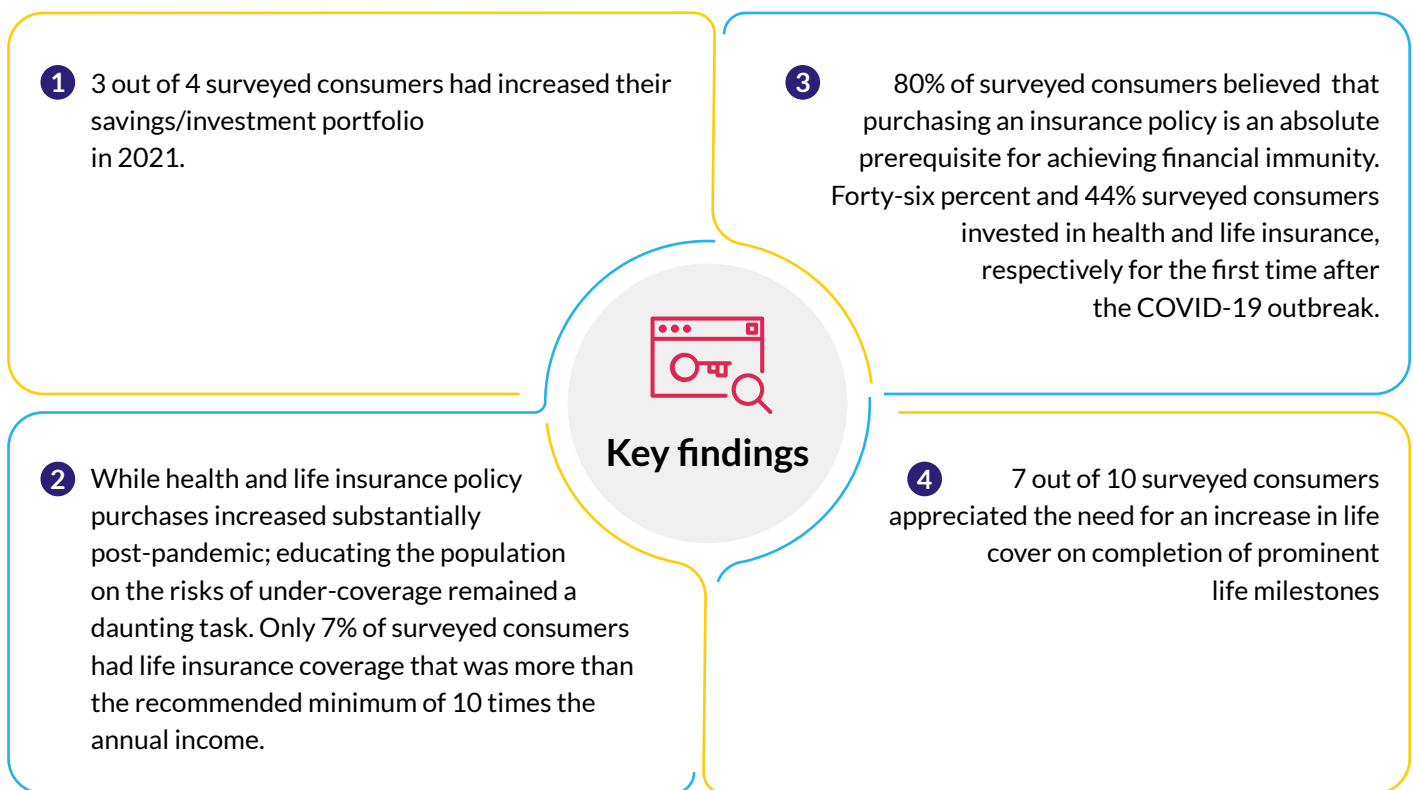 1 3 out of 4 surveyed consumers had increased their
savings/investment portfolio
in 2021.
2 While health and life insurance policy
purchases increased substantially
post-pandemic; educating the population
on the risks of under-coverage remained a
daunting task. Only 7% of surveyed consumers
had life insurance coverage that was more than
the recommended minimum of 10 times the
annual income.
Key findings
3 80% of surveyed consumers believed that
purchasing an insurance policy is an absolute
prerequisite for achieving financial immunity.
Forty-six percent and 44% surveyed consumers
invested in health and life insurance,
respectively for the first time after
the COVID-19 outbreak.
4 7 out of 10 surveyed consumers
appreciated the need for an increase in life
cover on completion of prominent
life milestones